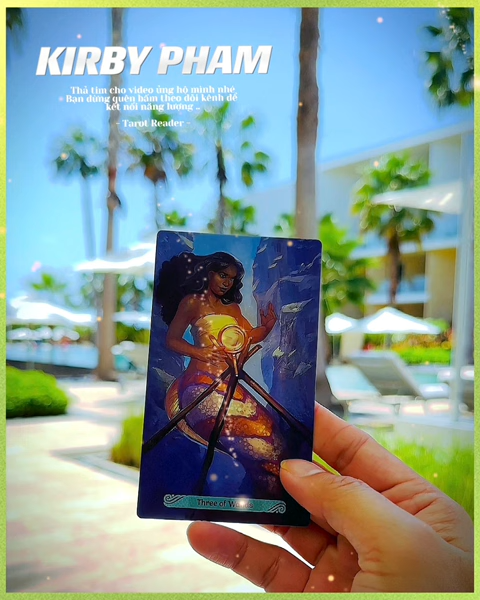 KIRBY PHAM
Thả tim cho video ủng hộ mình nhé
Bạn đừng quên bấm theo dõi kênh để
kết nối năng lượng ..
- Tarot Reader -
Three of Wands